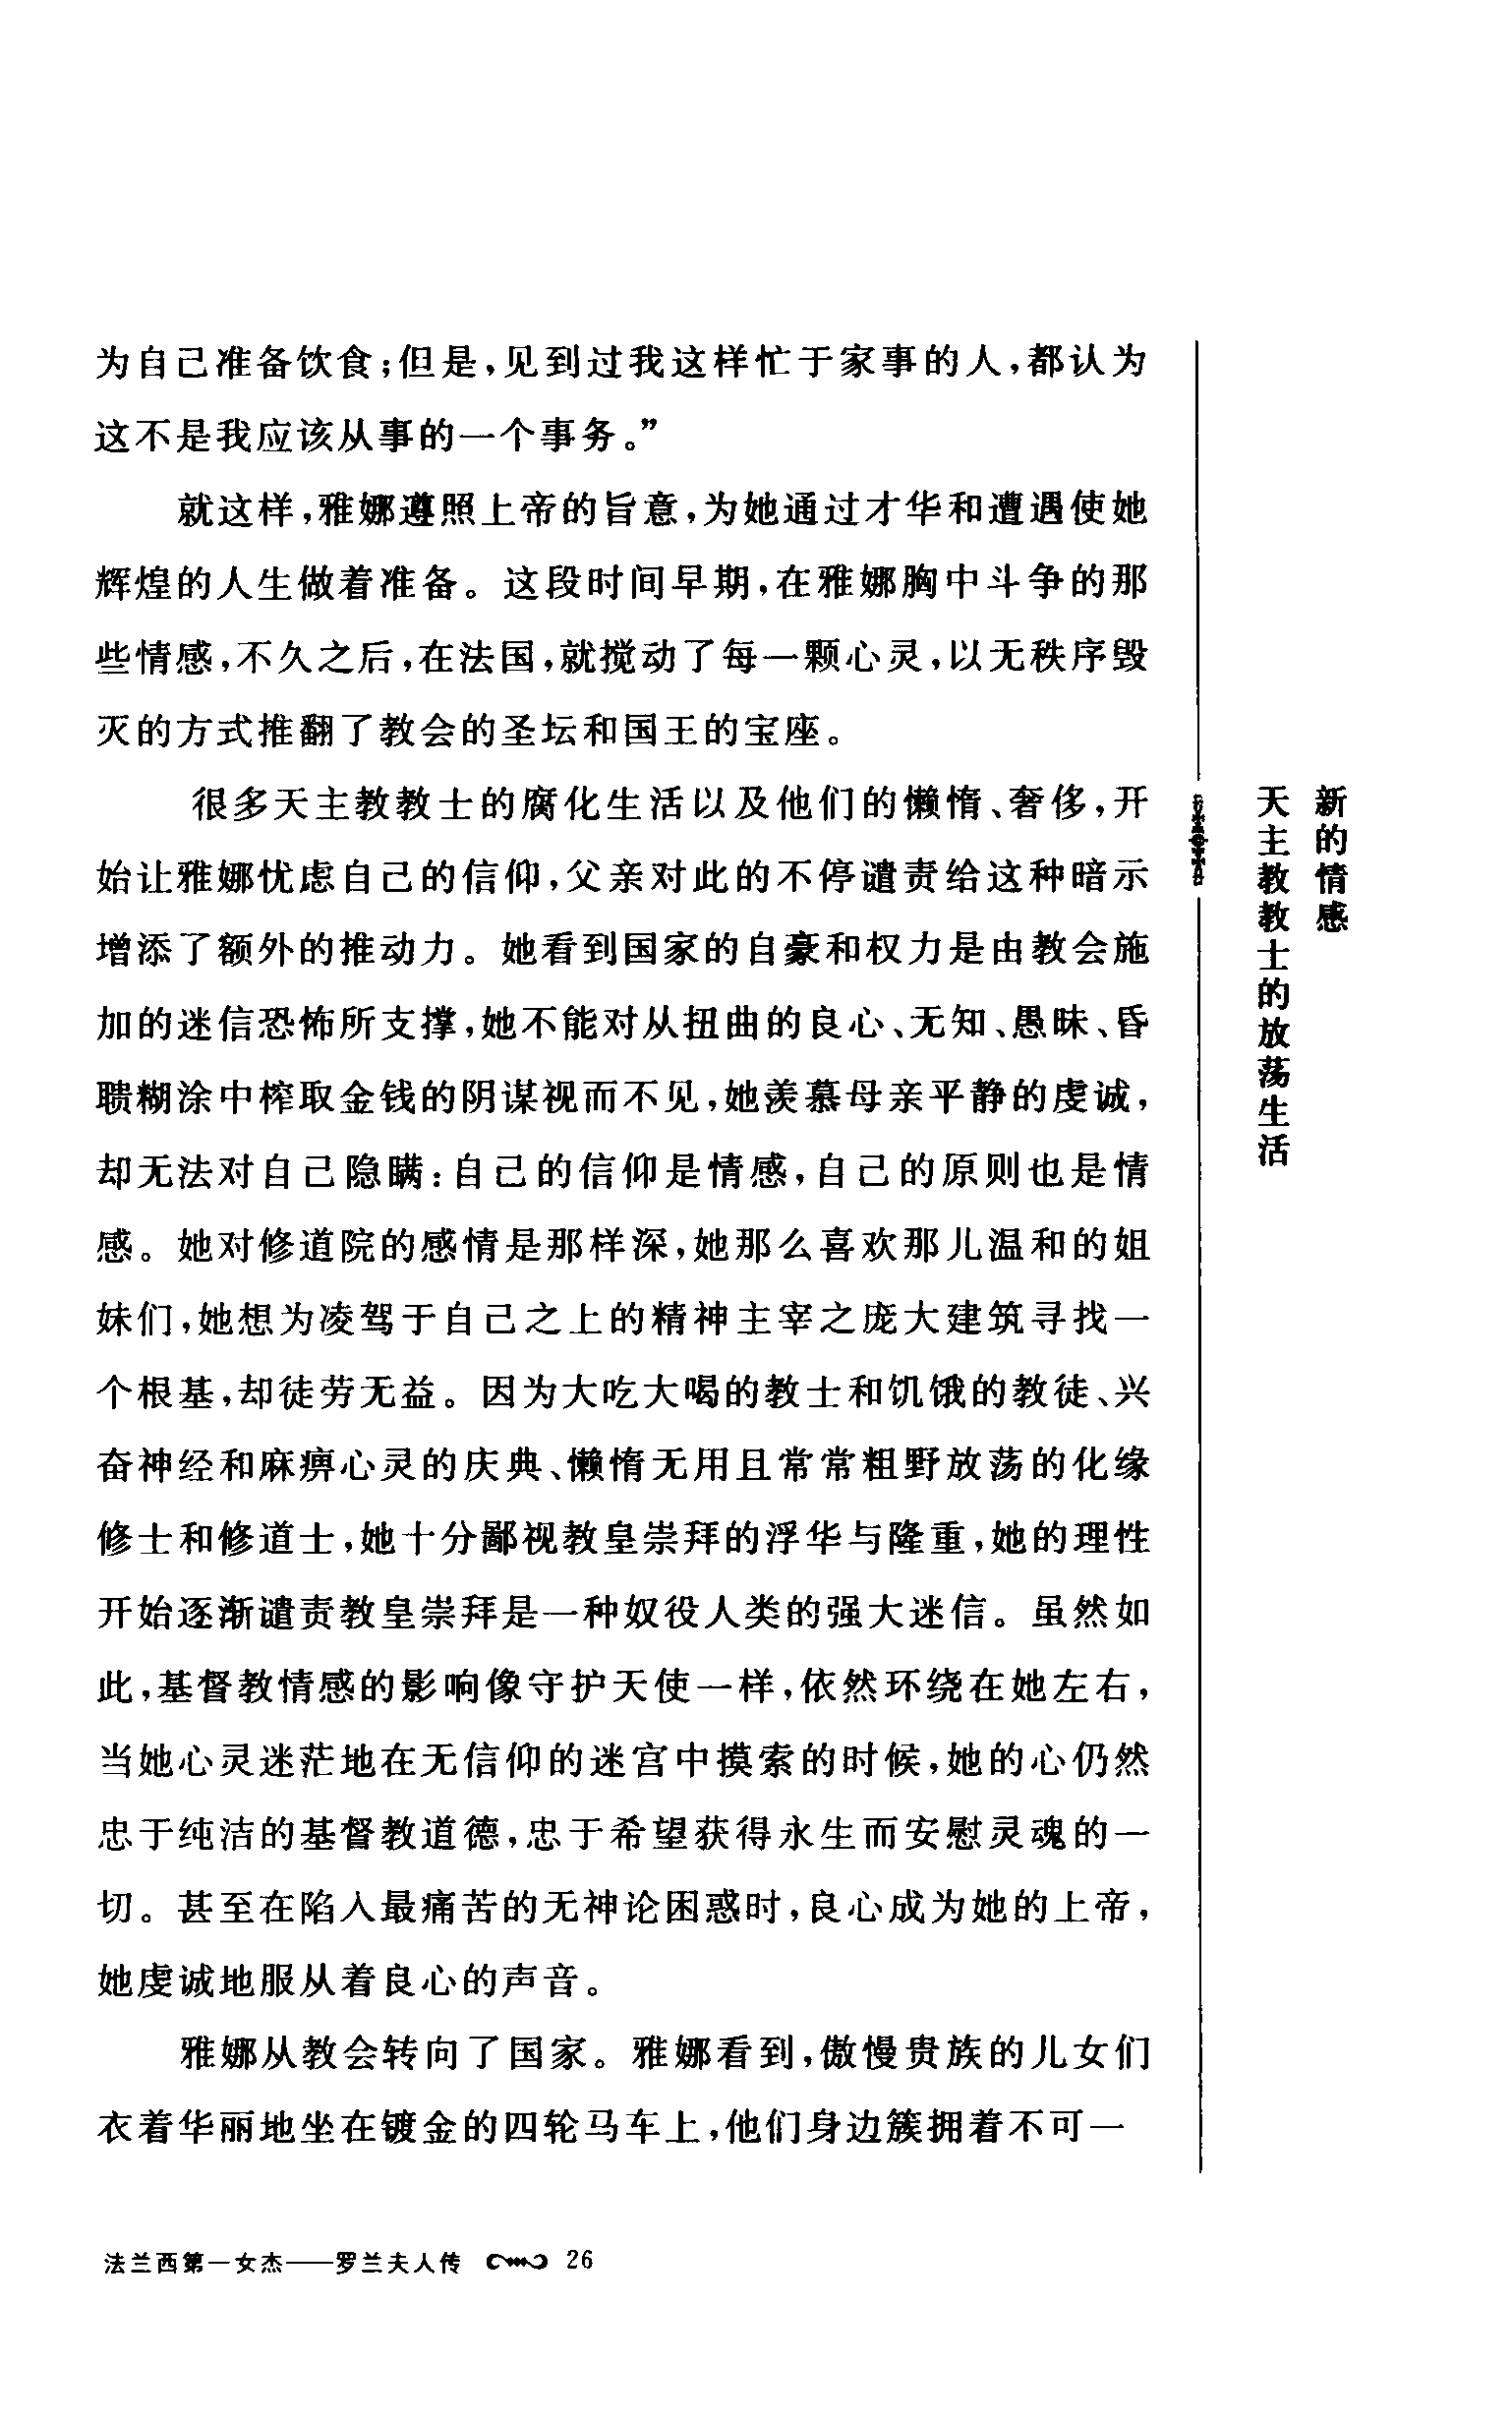 为自己准备饮食;但是,见到过我这样忙于家事的人,都认为
这不是我应该从事的一个事务。”
就这样,雅娜遵照上帝的旨意,为她通过才华和遭遇使她
辉煌的人生做着准备。这段时间早期,在雅娜胸中斗争的那
些情感,不久之后,在法国,就搅动了每一颗心灵,以无秩序毁
灭的方式推翻了教会的圣坛和国王的宝座。
很多天主教教士的腐化生活以及他们的懒惰、奢侈,开
始让雅娜忧虑自己的信仰,父亲对此的不停谴责给这种暗示
增添了额外的推动力。她看到国家的自豪和权力是由教会施
加的迷信恐怖所支撑,她不能对从扭曲的良心、无知、愚昧、昏
聩糊涂中榨取金钱的阴谋视而不见,她羡慕母亲平静的虔诚,
却无法对自己隐瞒:自己的信仰是情感,自己的原则也是情
感。她对修道院的感情是那样深,她那么喜欢那儿温和的姐
妹们,她想为凌驾于自己之上的精神主宰之庞大建筑寻找一
个根基,却徒劳无益。因为大吃大喝的教士和饥饿的教徒、兴
奋神经和麻痹心灵的庆典、懒惰无用且常常粗野放荡的化缘
修士和修道士,她十分鄙视教皇崇拜的浮华与隆重,她的理性
开始逐渐谴责教皇崇拜是一种奴役人类的强大迷信。虽然如
此,基督教情感的影响像守护天使一样,依然环绕在她左右,
当她心灵迷茫地在无信仰的迷宫中摸索的时候,她的心仍然
忠于纯洁的基督教道德,忠于希望获得永生而安慰灵魂的一
切。甚至在陷入最痛苦的无神论困惑时,良心成为她的上帝,
她虔诚地服从着良心的声音。
雅娜从教会转向了国家。雅娜看到,傲慢贵族的儿女们
衣着华丽地坐在镀金的四轮马车上,他们身边簇拥着不可一
新的情感
天主教教士的放荡生活
法兰西第一女杰——罗兰夫人传 26